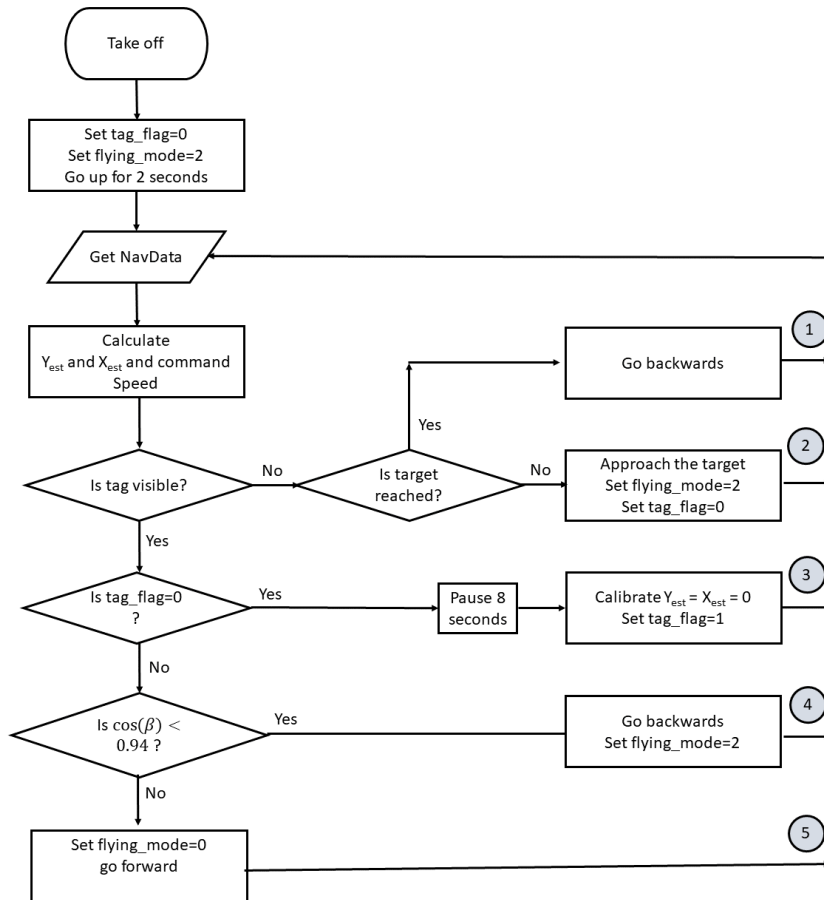 Take off
Set tag_flag=0
Set flying_mode=2
Go up for 2 seconds
Get NavData
Calculate
Yest and Xest and command
Speed
1
Go backwards
Yes
2
Is tag visible?
No
Is target
reached?
No
Approach the target
Set flying_mode=2
Set tag_flag=0
Yes
3
Is tag_flag=0
?
Yes
Pause 8
seconds
Calibrate Yest = Xest = 0
Set tag_flag=1
No
4
Is cos(β) <
0.94 ?
Yes
Go backwards
Set flying_mode=2
No
5
Set flying_mode=0
go forward